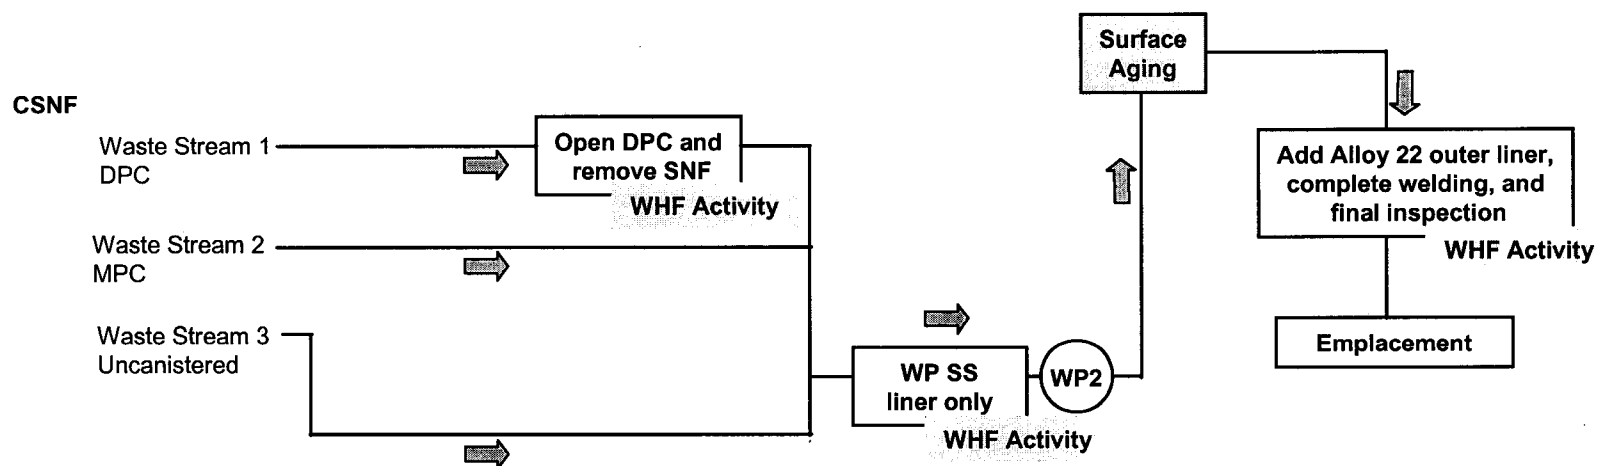 CSNF
Waste Stream 1
DPC
Open DPC and
remove SNF
WHF Activity
Waste Stream 2
MPC
Waste Stream 3
Uncanistered
WP SS
liner only
WHF Activity
WP2
Surface
Aging
Add Alloy 22 outer liner,
complete welding, and
final inspection
WHF Activity
Emplacement